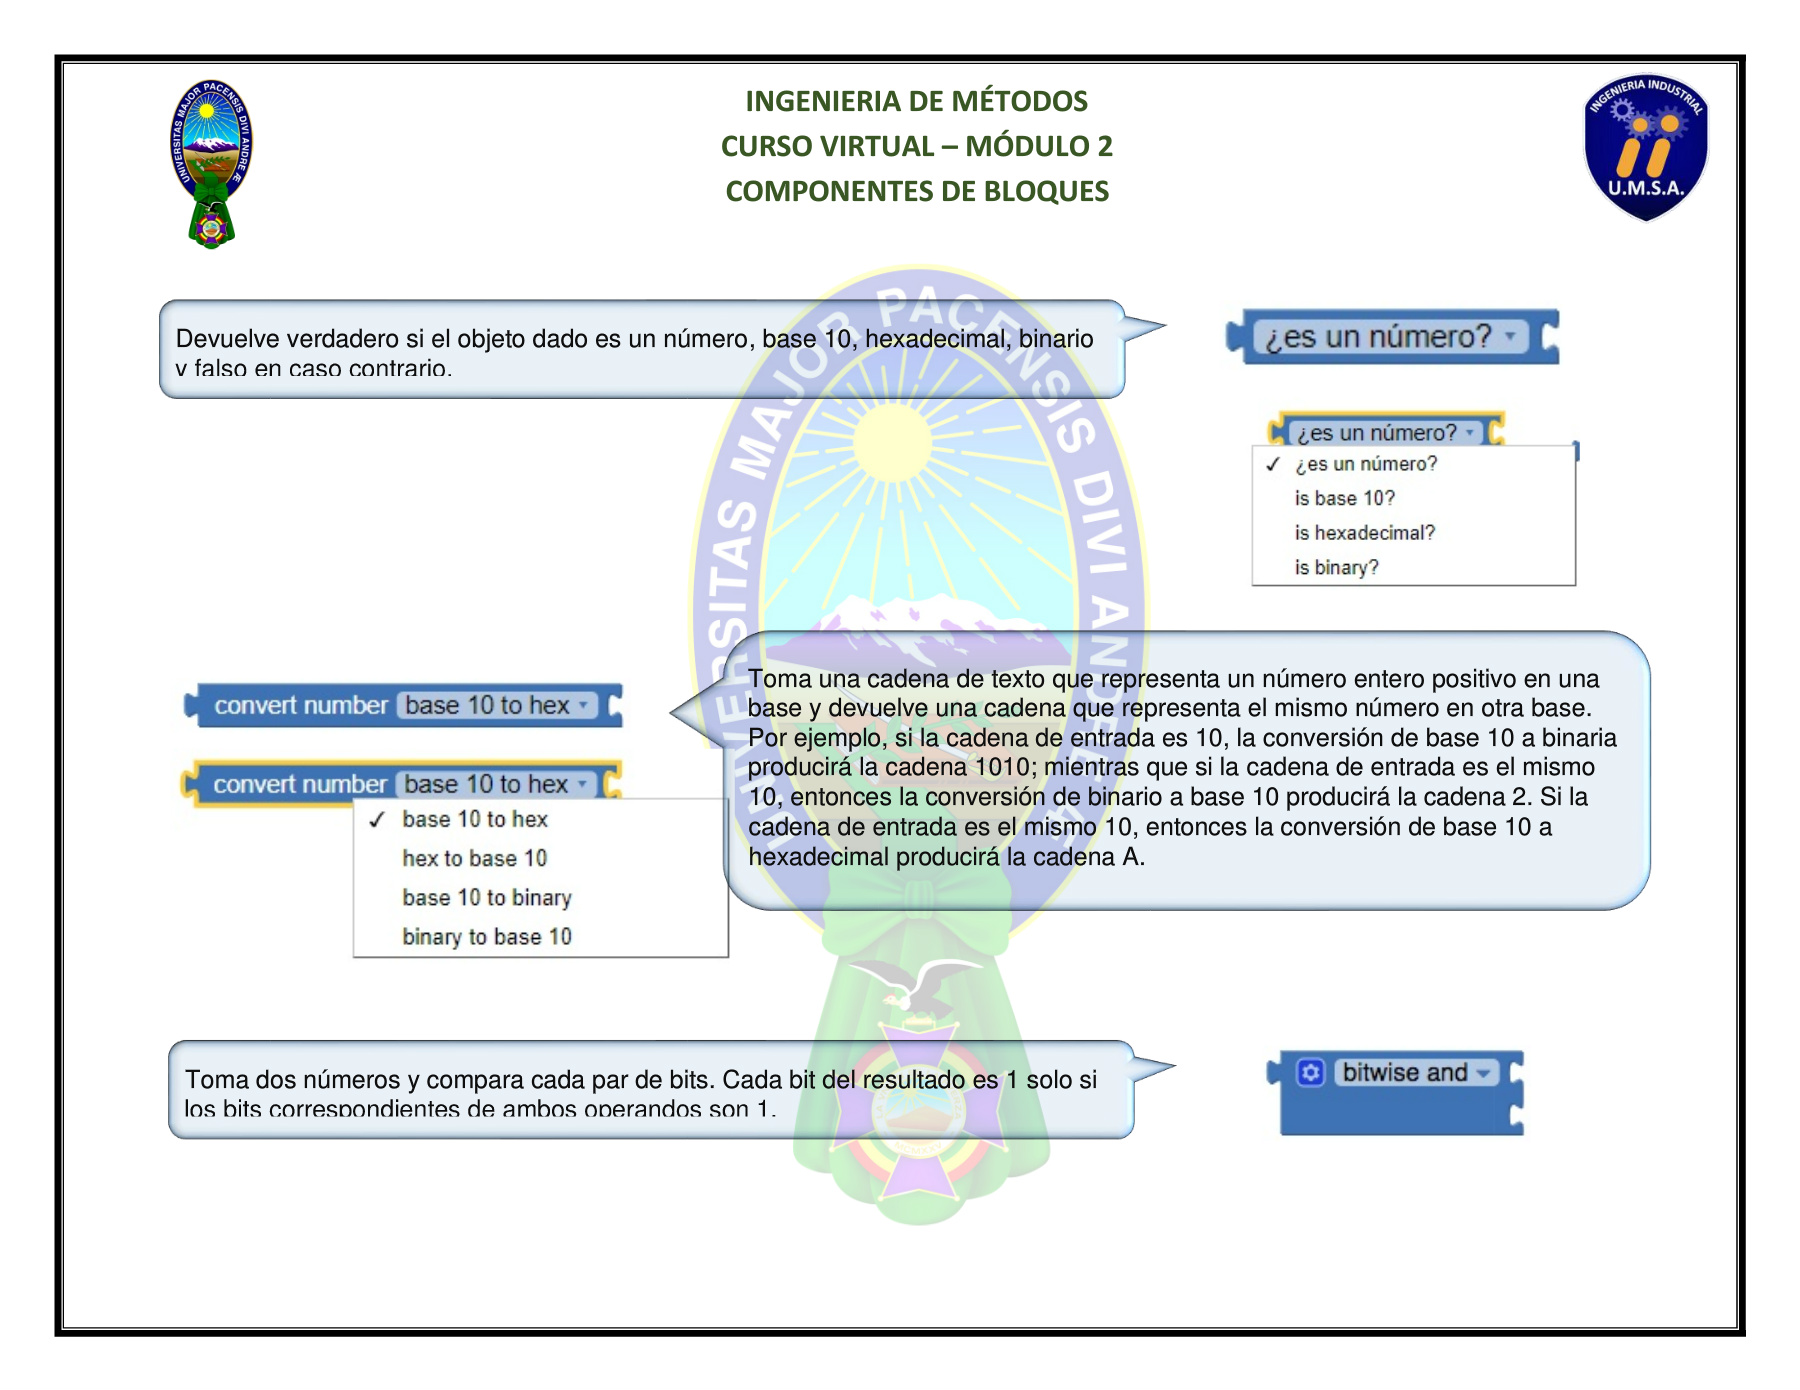 INGENIERIA DE MÉTODOS
CURSO VIRTUAL – MÓDULO 2
COMPONENTES DE BLOQUES
UNIVERSITAS MAJOR PACENSIS DIVI ANDRE Æ
INGENIERIA INDUSTRIAL
U.M.S.A.
Devuelve verdadero si el objeto dado es un número, base 10, hexadecimal, binario
y falso en caso contrario.
¿es un número?
¿es un número?
✓ ¿es un número?
is base 10?
is hexadecimal?
is binary?
UNIVERSITAS MAJOR PACENSIS DIVI ANDRE Æ
convert number base 10 to hex
convert number base 10 to hex
✓ base 10 to hex
hex to base 10
base 10 to binary
binary to base 10
Toma una cadena de texto que representa un número entero positivo en una
base y devuelve una cadena que representa el mismo número en otra base.
Por ejemplo, si la cadena de entrada es 10, la conversión de base 10 a binaria
producirá la cadena 1010; mientras que si la cadena de entrada es el mismo
10, entonces la conversión de binario a base 10 producirá la cadena 2. Si la
cadena de entrada es el mismo 10, entonces la conversión de base 10 a
hexadecimal producirá la cadena A.
Toma dos números y compara cada par de bits. Cada bit del resultado es 1 solo si
los bits correspondientes de ambos operandos son 1.
bitwise and